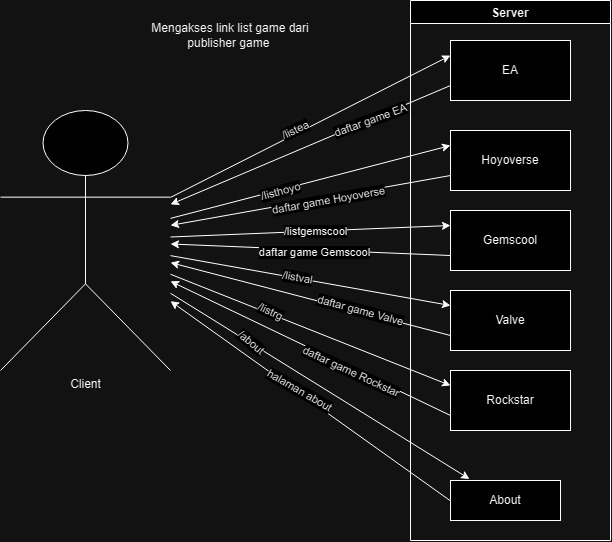 Server
Mengakses link list game dari
publisher game
EA
/listea
daftar game EA
Hoyoverse
/listhoyo
daftar game Hoyoverse
Gemscool
/listgemscool
daftar game Gemscool
/listval
daftar game Valve
Valve
/listrg
daftar game Rockstar
Rockstar
/about
halaman about
Client
About